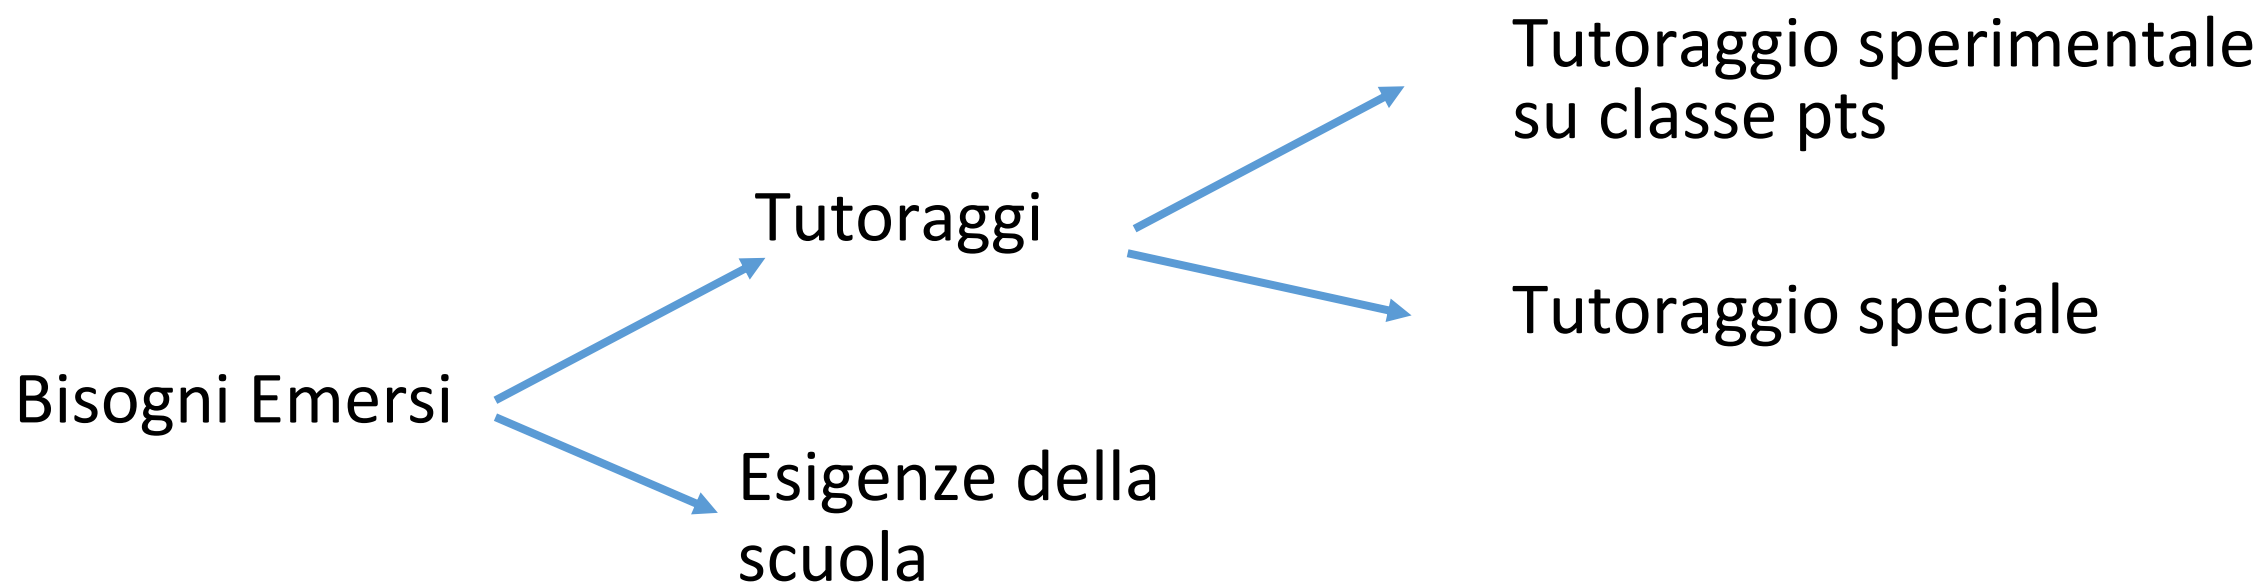 Tutoraggio sperimentale
su classe pts
Tutoraggi
Tutoraggio speciale
Bisogni Emersi
Esigenze della
scuola